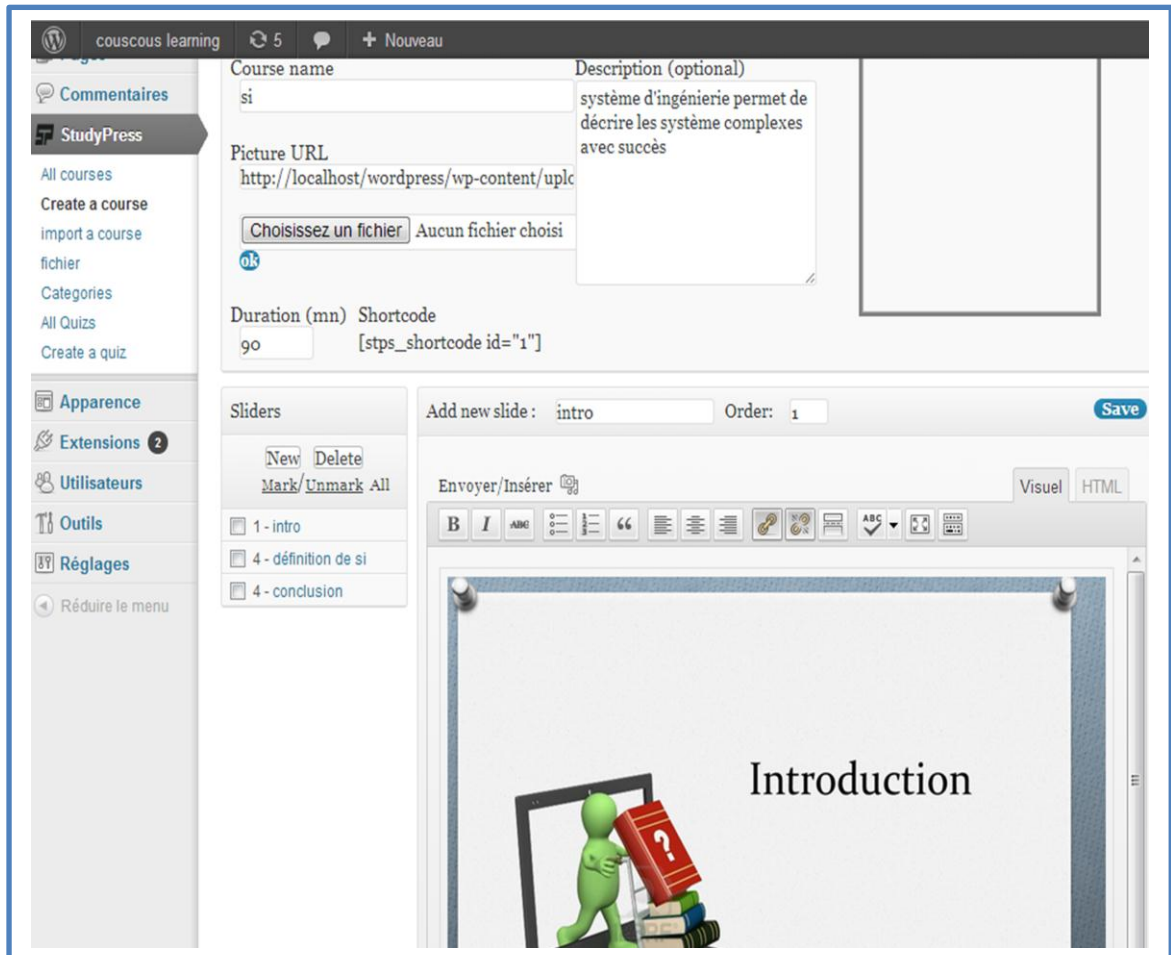 couscous learning 5 + Nouveau
Pages
Commentaires
StudyPress
All courses
Create a course
import a course
fichier
Categories
All Quizs
Create a quiz
Apparence
Extensions 2
Utilisateurs
Outils
Réglages
Réduire le menu
Course name
si
Picture URL
http://localhost/wordpress/wp-content/uplo
Choisissez un fichier Aucun fichier choisi
ok
Description (optional)
système d'ingénierie permet de
décrire les système complexes
avec succès
Duration (mn) Shortcode
90 [stps_shortcode id="1"]
Sliders
New Delete
Mark/Unmark All
1 - intro
4 - définition de si
4 - conclusion
Add new slide : intro Order: 1 Save
Envoyer/Insérer Visuel HTML
B I ABC ABC
Introduction
?